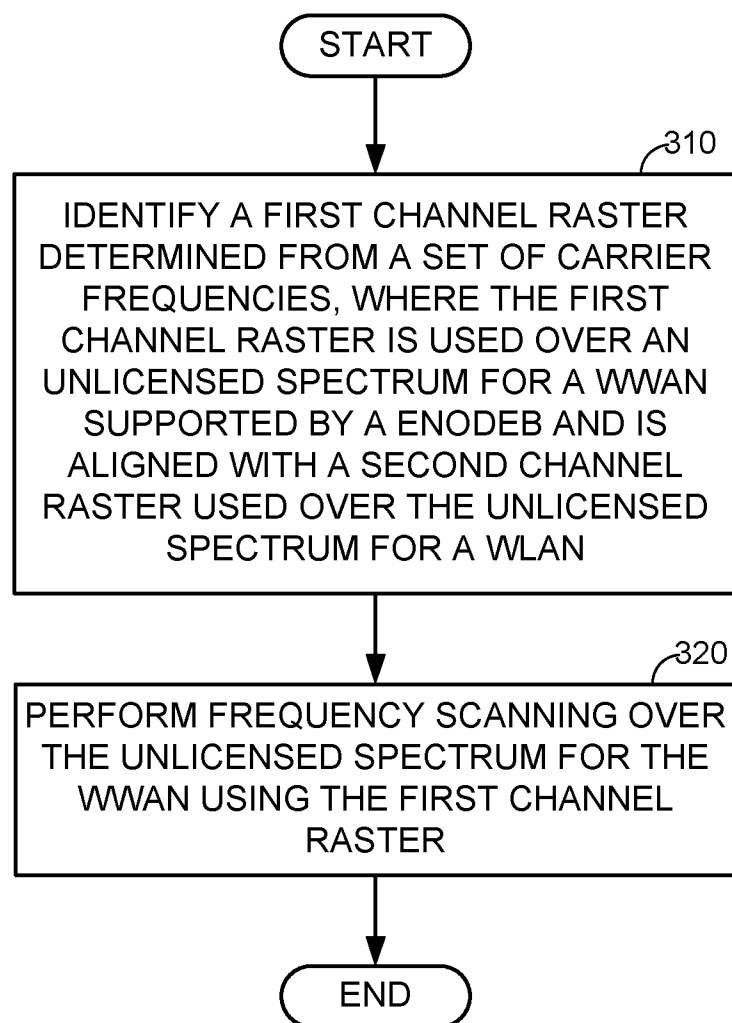 START
310
IDENTIFY A FIRST CHANNEL RASTER
DETERMINED FROM A SET OF CARRIER
FREQUENCIES, WHERE THE FIRST
CHANNEL RASTER IS USED OVER AN
UNLICENSED SPECTRUM FOR A WWAN
SUPPORTED BY A ENODEB AND IS
ALIGNED WITH A SECOND CHANNEL
RASTER USED OVER THE UNLICENSED
SPECTRUM FOR A WLAN
320
PERFORM FREQUENCY SCANNING OVER
THE UNLICENSED SPECTRUM FOR THE
WWAN USING THE FIRST CHANNEL
RASTER
END